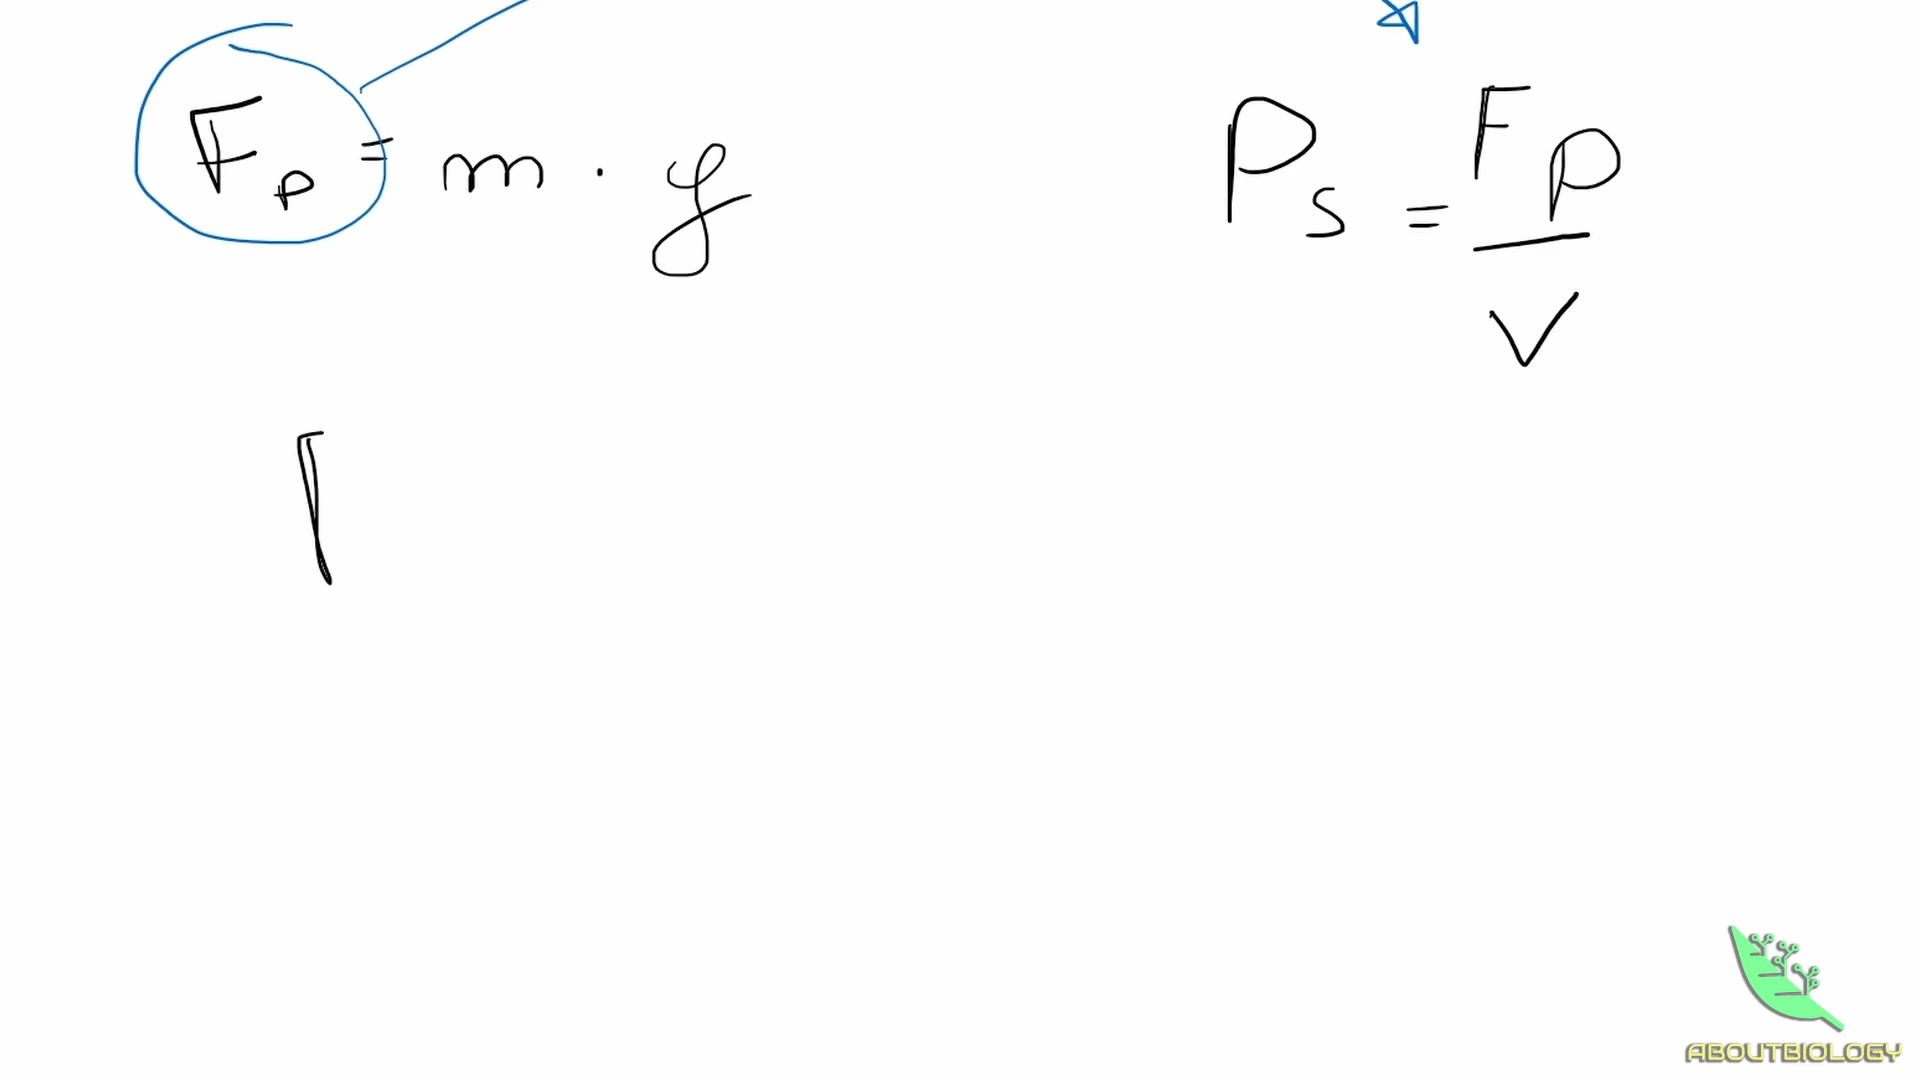 Fp = m · g
Ps = Fp / V
ABOUTBIOLOGY